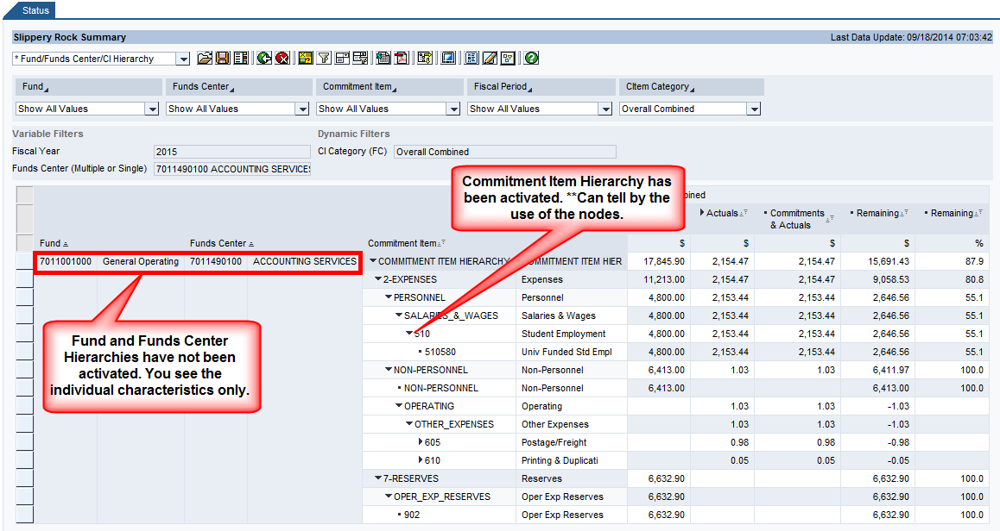 Status
Slippery Rock Summary Last Data Update: 09/18/2014 07:03:42
* Fund/Funds Center/CI Hierarchy
Fund Funds Center Commitment Item Fiscal Period CItem Category
Show All Values Show All Values Show All Values Show All Values Overall Combined
Variable Filters Dynamic Filters
Fiscal Year 2015 CI Category (FC) Overall Combined
Funds Center (Multiple or Single) 7011490100 ACCOUNTING SERVICES
Commitment Item Hierarchy has
been activated. **Can tell by the
use of the nodes.
Actuals Commitments Remaining Remaining
& Actuals
Fund Funds Center Commitment Item $ $ $ $ %
7011001000 General Operating 7011490100 ACCOUNTING SERVICES COMMITMENT ITEM HIERARCHY COMMITMENT ITEM HIER 17,845.90 2,154.47 2,154.47 15,691.43 87.9
2-EXPENSES Expenses 11,213.00 2,154.47 2,154.47 9,058.53 80.8
PERSONNEL Personnel 4,800.00 2,153.44 2,153.44 2,646.56 55.1
SALARIES_&_WAGES Salaries & Wages 4,800.00 2,153.44 2,153.44 2,646.56 55.1
510 Student Employment 4,800.00 2,153.44 2,153.44 2,646.56 55.1
510580 Univ Funded Std Empl 4,800.00 2,153.44 2,153.44 2,646.56 55.1
NON-PERSONNEL Non-Personnel 6,413.00 1.03 1.03 6,411.97 100.0
NON-PERSONNEL Non-Personnel 6,413.00 6,413.00 100.0
OPERATING Operating 1.03 1.03 -1.03
OTHER_EXPENSES Other Expenses 1.03 1.03 -1.03
605 Postage/Freight 0.98 0.98 -0.98
610 Printing & Duplicati 0.05 0.05 -0.05
7-RESERVES Reserves 6,632.90 6,632.90 100.0
OPER_EXP_RESERVES Oper Exp Reserves 6,632.90 6,632.90 100.0
902 Oper Exp Reserves 6,632.90 6,632.90 100.0
Fund and Funds Center
Hierarchies have not been
activated. You see the
individual characteristics only.